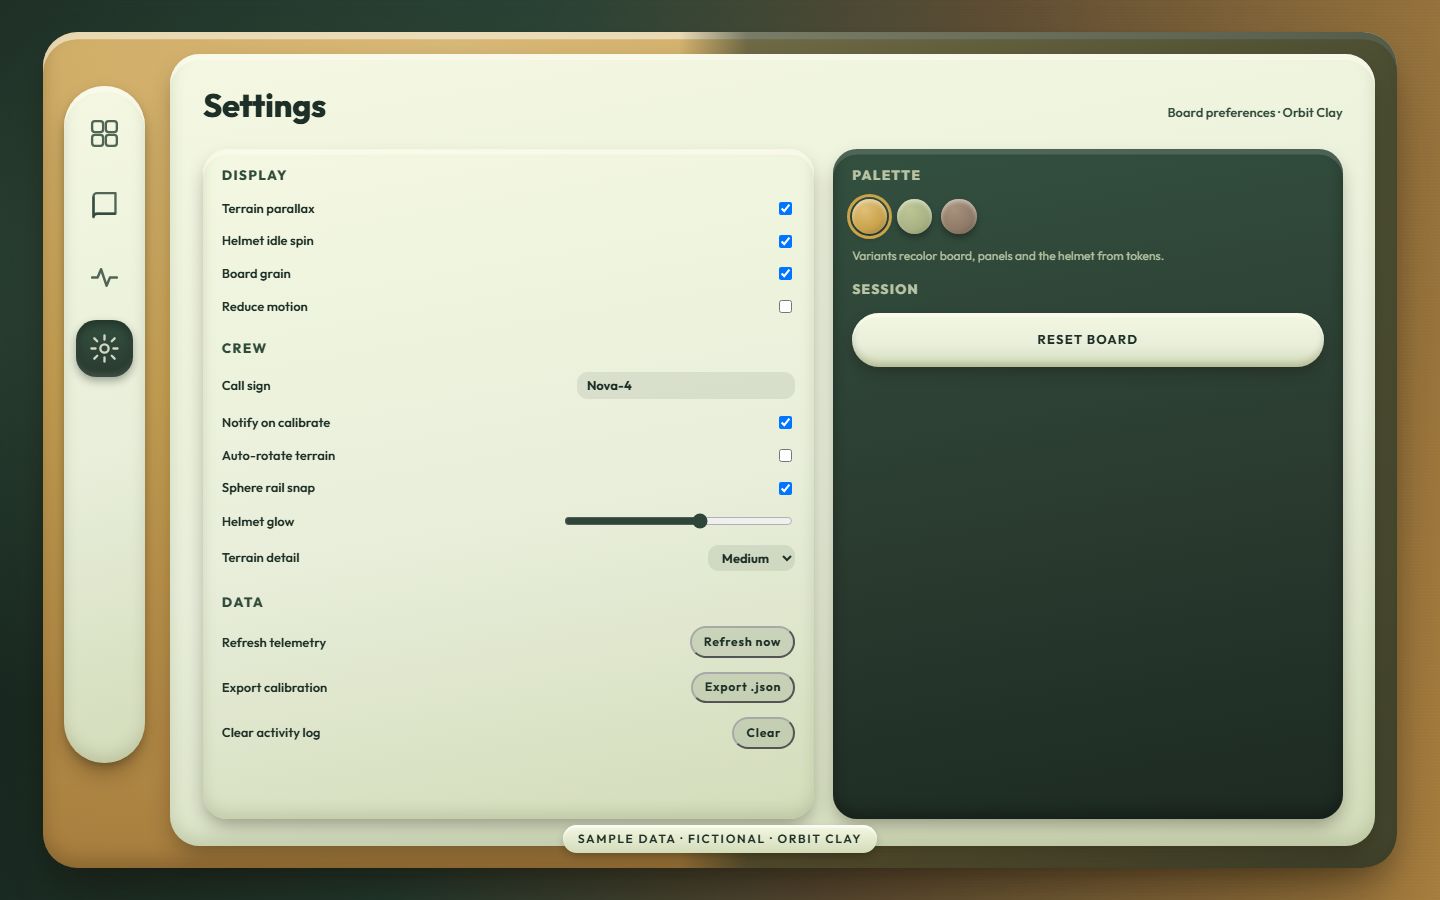 Settings
Board preferences · Orbit Clay
DISPLAY
Terrain parallax
Helmet idle spin
Board grain
Reduce motion
CREW
Call sign
Nova-4
Notify on calibrate
Auto-rotate terrain
Sphere rail snap
Helmet glow
Terrain detail
Medium
DATA
Refresh telemetry
Refresh now
Export calibration
Export .json
Clear activity log
Clear
PALETTE
Variants recolor board, panels and the helmet from tokens.
SESSION
RESET BOARD
SAMPLE DATA · FICTIONAL · ORBIT CLAY